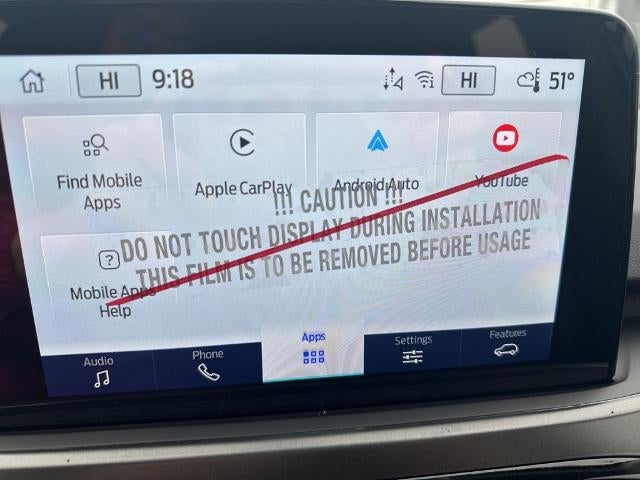 HI 9:18 HI 51°
Find Mobile
Apps
Apple CarPlay
Android Auto
YouTube
!!! CAUTION !!!
DO NOT TOUCH DISPLAY DURING INSTALLATION
THIS FILM IS TO BE REMOVED BEFORE USAGE
?
Mobile Apps
Help
Audio
Phone
Apps
Settings
Features